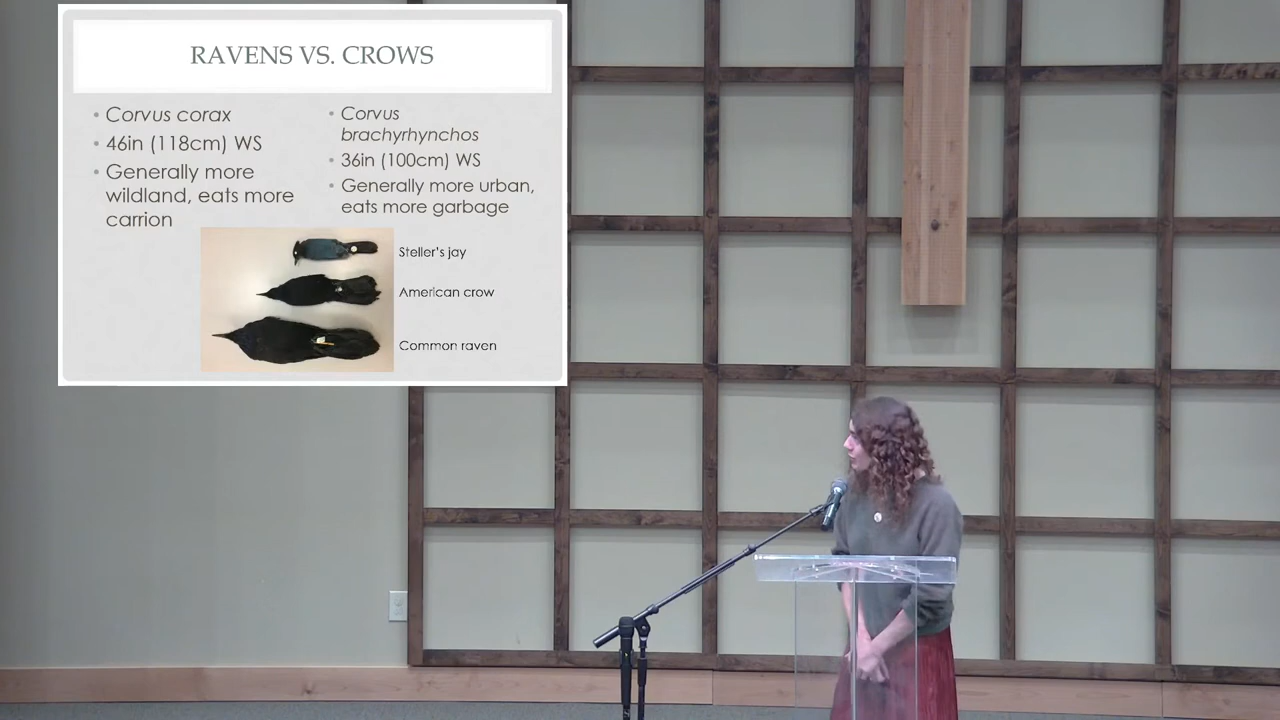 RAVENS VS. CROWS
Corvus corax
46in (118cm) WS
Generally more
wildland, eats more
carrion
Corvus
brachyrhynchos
36in (100cm) WS
Generally more urban,
eats more garbage
Steller's jay
American crow
Common raven